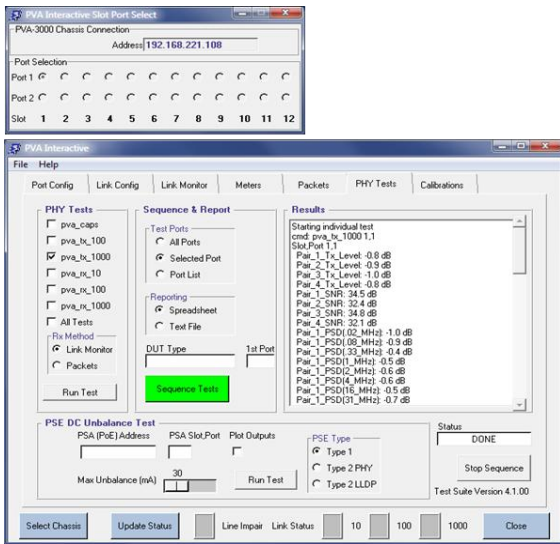 PVA Interactive Slot Port Select
PVA-3000 Chassis Connection
Address 192.168.221.108
Port Selection
Port 1
Port 2
Slot 1 2 3 4 5 6 7 8 9 10 11 12
PVA Interactive
File Help
Port Config Link Config Link Monitor Meters Packets PHY Tests Calibrations
PHY Tests
pva_caps
pva_tx_100
pva_tx_1000
pva_rx_10
pva_rx_100
pva_rx_1000
All Tests
Rx Method
Link Monitor
Packets
Run Test
Sequence & Report
Test Ports
All Ports
Selected Port
Port List
Reporting
Spreadsheet
Text File
DUT Type 1st Port
Sequence Tests
Results
Starting individual test
cmd: pva_tx_1000 1,1
Slot,Port 1,1
Pair_1_Tx_Level: -0.8 dB
Pair_2_Tx_Level: -0.9 dB
Pair_3_Tx_Level: -1.0 dB
Pair_4_Tx_Level: -0.8 dB
Pair_1_SNR: 34.5 dB
Pair_2_SNR: 32.4 dB
Pair_3_SNR: 34.8 dB
Pair_4_SNR: 32.1 dB
Pair_1_PSD(.02_MHz): -1.0 dB
Pair_1_PSD(.08_MHz): -0.9 dB
Pair_1_PSD(.33_MHz): -0.4 dB
Pair_1_PSD(1_MHz): -0.5 dB
Pair_1_PSD(2_MHz): -0.6 dB
Pair_1_PSD(4_MHz): -0.6 dB
Pair_1_PSD(16_MHz): -0.5 dB
Pair_1_PSD(31_MHz): -0.7 dB
PSE DC Unbalance Test
PSA (PoE) Address PSA Slot,Port Plot Outputs
Max Unbalance (mA) 30
Run Test
PSE Type
Type 1
Type 2 PHY
Type 2 LLDP
Status
DONE
Stop Sequence
Test Suite Version 4.1.00
Select Chassis Update Status Line Impair Link Status 10 100 1000 Close